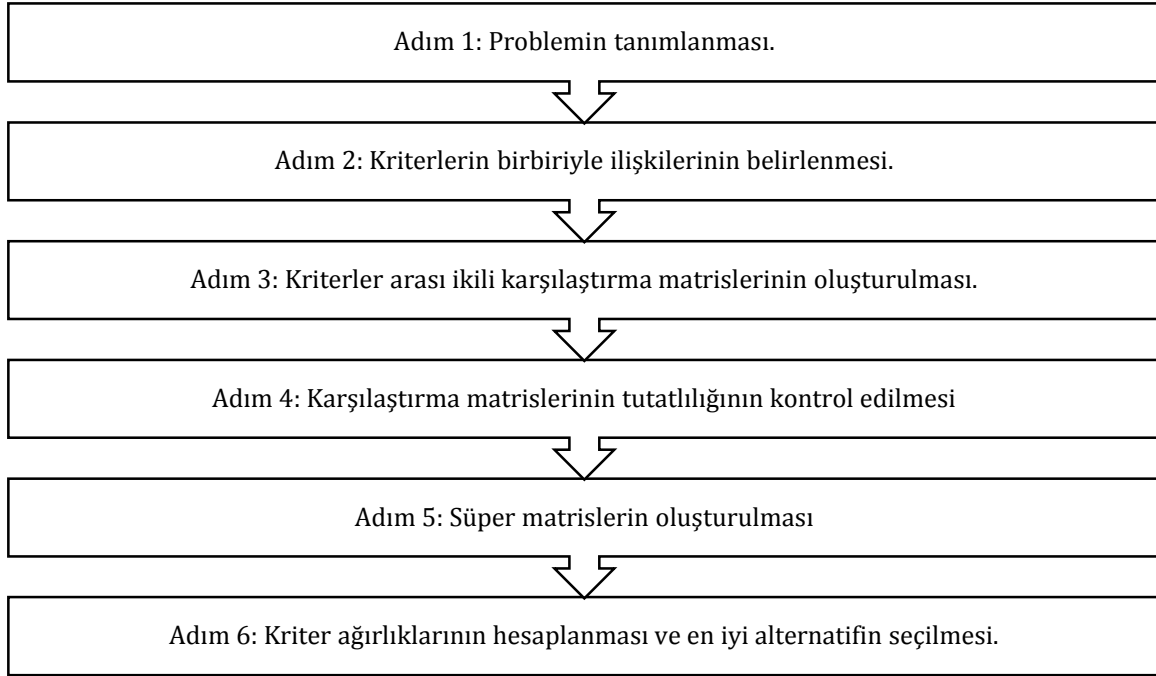 Adım 1: Problemin tanımlanması.
Adım 2: Kriterlerin birbiriyle ilişkilerinin belirlenmesi.
Adım 3: Kriterler arası ikili karşılaştırma matrislerinin oluşturulması.
Adım 4: Karşılaştırma matrislerinin tutatlılığının kontrol edilmesi
Adım 5: Süper matrislerin oluşturulması
Adım 6: Kriter ağırlıklarının hesaplanması ve en iyi alternatifin seçilmesi.